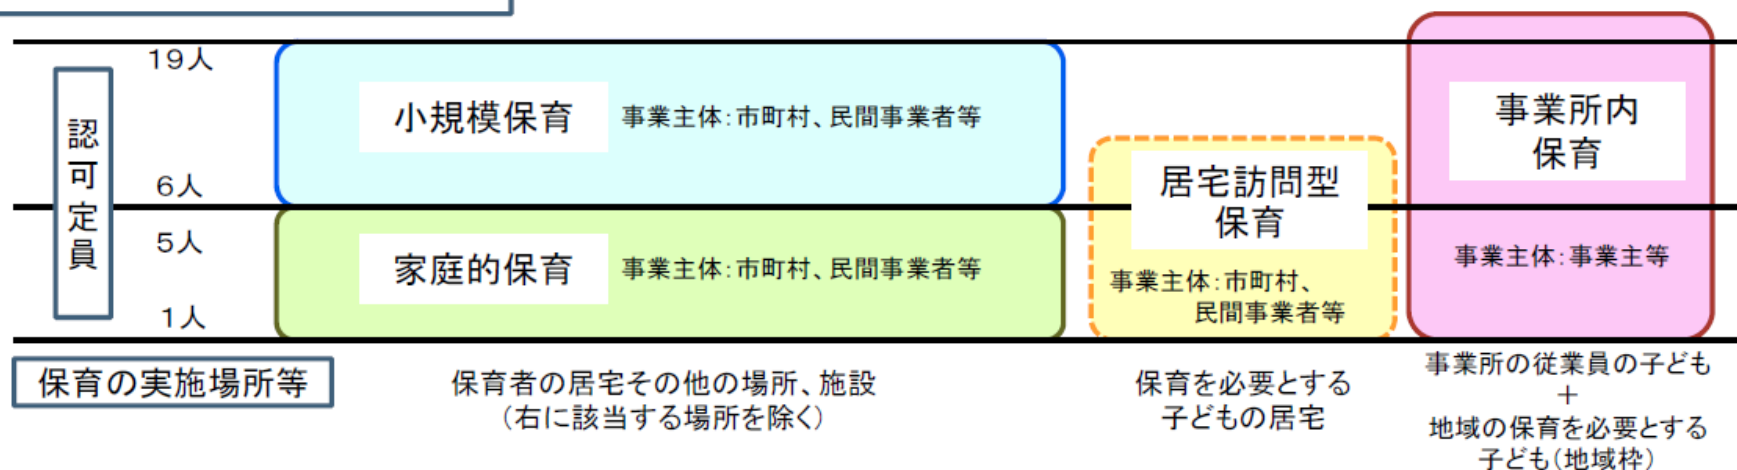 認可定員
19人
6人
5人
1人
小規模保育
事業主体：市町村、民間事業者等
家庭的保育
事業主体：市町村、民間事業者等
居宅訪問型
保育
事業主体：市町村、
民間事業者等
事業所内
保育
事業主体：事業主等
保育の実施場所等
保育者の居宅その他の場所、施設
（右に該当する場所を除く）
保育を必要とする
子どもの居宅
事業所の従業員の子ども
＋
地域の保育を必要とする
子ども（地域枠）